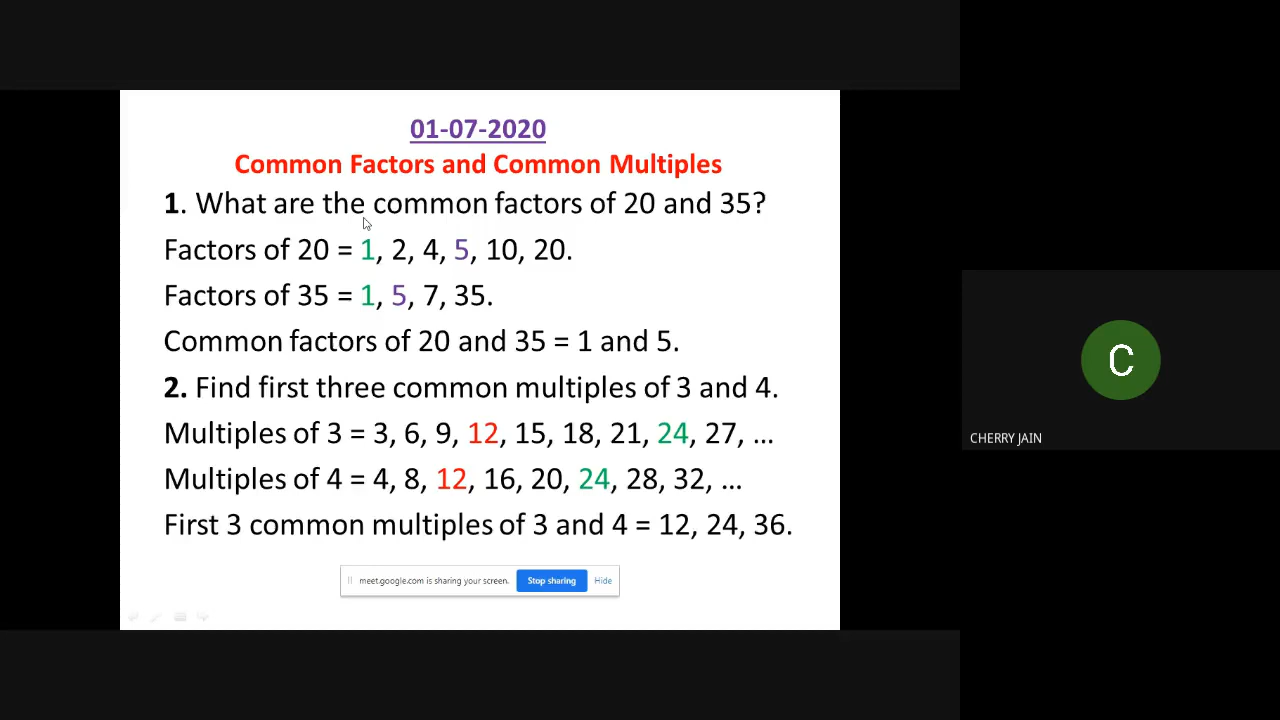 01-07-2020
Common Factors and Common Multiples
1. What are the common factors of 20 and 35?
Factors of 20 = 1, 2, 4, 5, 10, 20.
Factors of 35 = 1, 5, 7, 35.
Common factors of 20 and 35 = 1 and 5.
2. Find first three common multiples of 3 and 4.
Multiples of 3 = 3, 6, 9, 12, 15, 18, 21, 24, 27, ...
Multiples of 4 = 4, 8, 12, 16, 20, 24, 28, 32, ...
First 3 common multiples of 3 and 4 = 12, 24, 36.
meet.google.com is sharing your screen. Stop sharing Hide
C
CHERRY JAIN